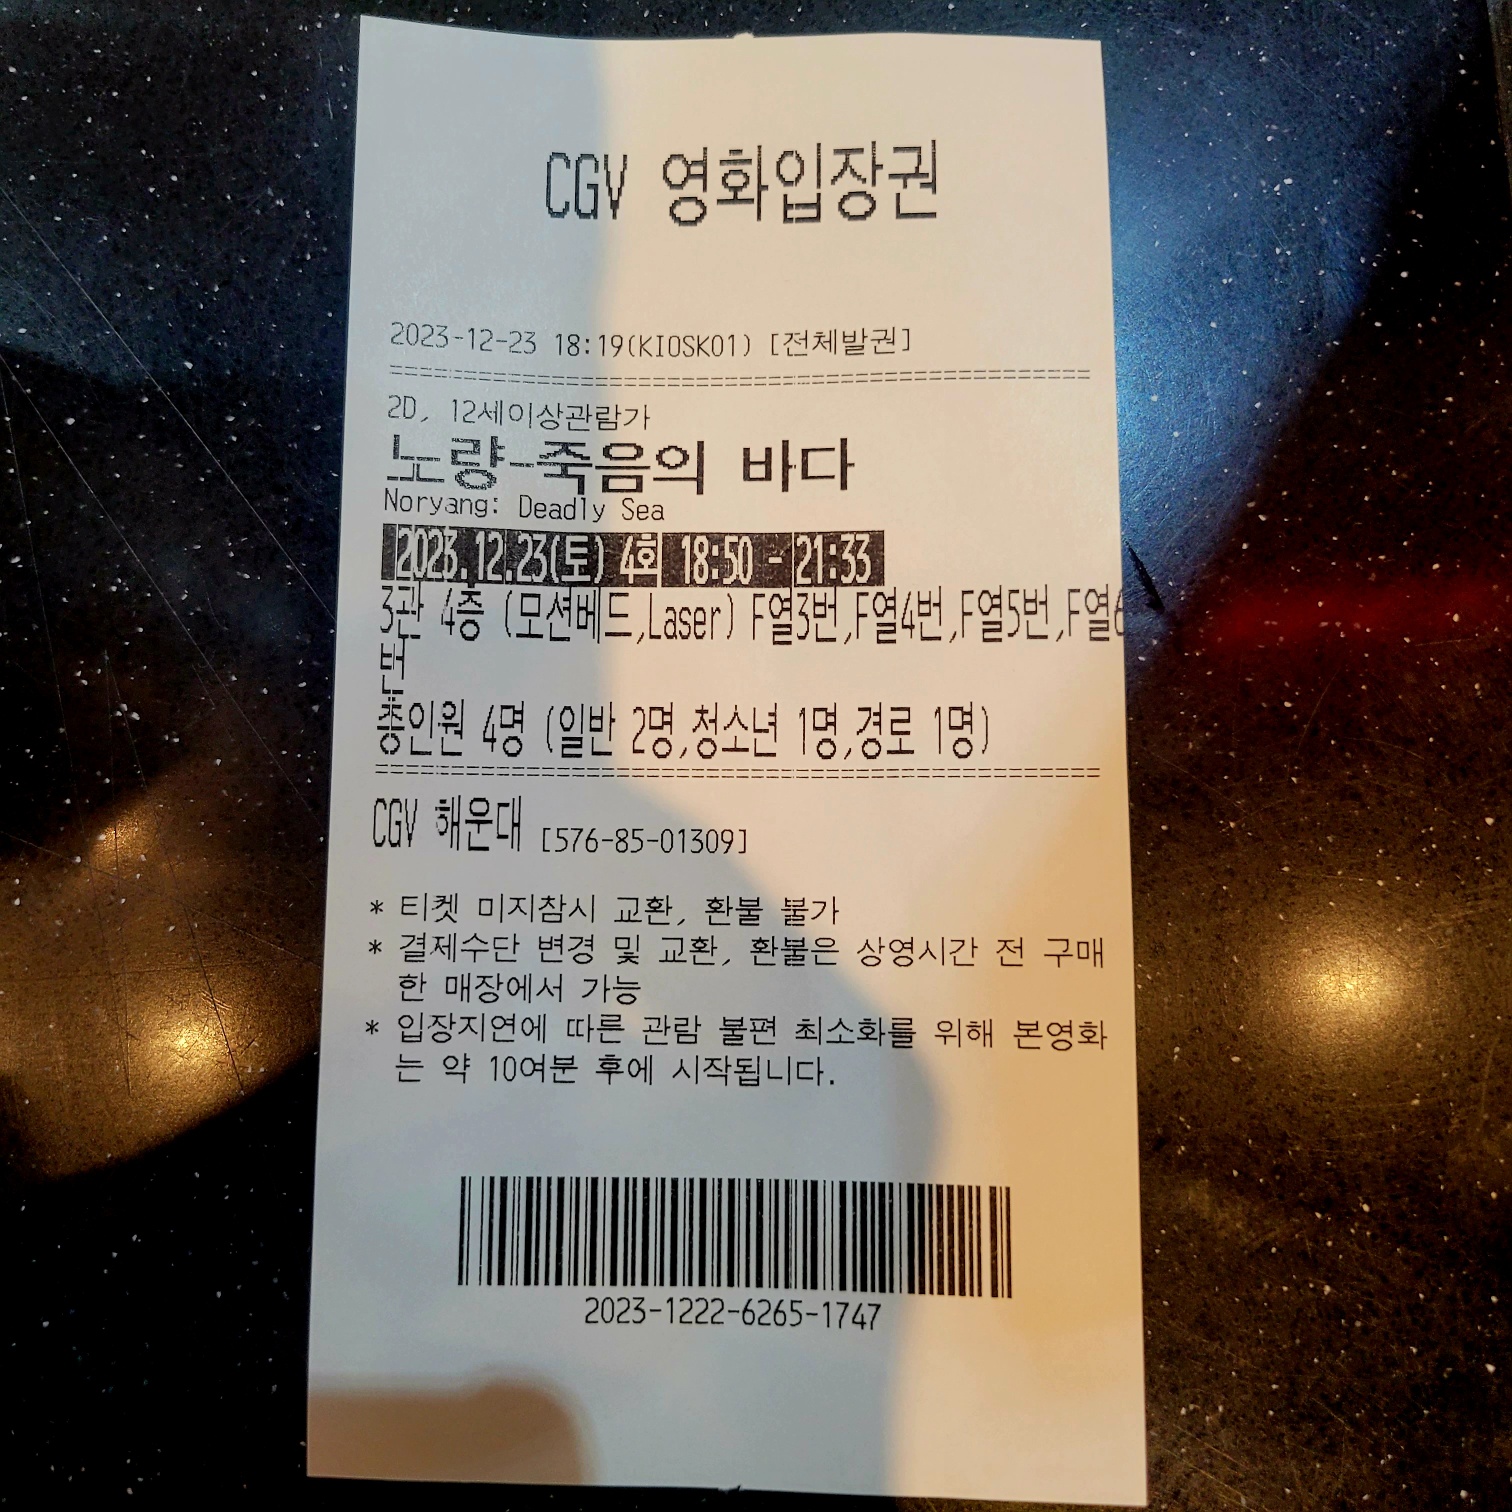 CGV 영화입장권
2023-12-23 18:19(KIOSK01) [전체발권]
================================================
2D, 12세이상관람가
노량-죽음의 바다
Noryang: Deadly Sea
2023.12.23(토) 4회 18:50 - 21:33
3관 4층 (모션베드,Laser) F열3번,F열4번,F열5번,F열6
번
총인원 4명 (일반 2명,청소년 1명,경로 1명)
================================================
CGV 해운대 [576-85-01309]
* 티켓 미지참시 교환, 환불 불가
* 결제수단 변경 및 교환, 환불은 상영시간 전 구매
한 매장에서 가능
* 입장지연에 따른 관람 불편 최소화를 위해 본영화
는 약 10여분 후에 시작됩니다.
2023-1222-6265-1747